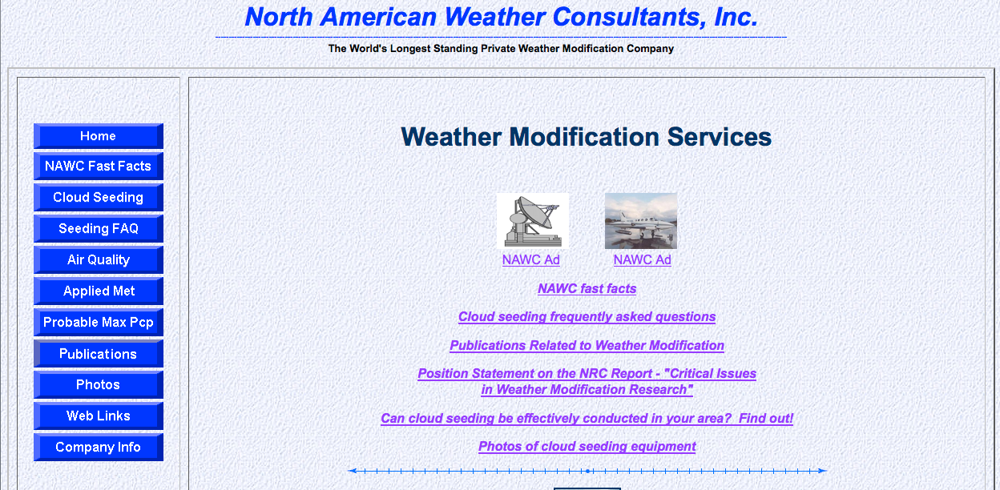 North American Weather Consultants, Inc.
The World's Longest Standing Private Weather Modification Company
Home
NAWC Fast Facts
Cloud Seeding
Seeding FAQ
Air Quality
Applied Met
Probable Max Pcp
Publications
Photos
Web Links
Company Info
Weather Modification Services
NAWC Ad
NAWC Ad
NAWC fast facts
Cloud seeding frequently asked questions
Publications Related to Weather Modification
Position Statement on the NRC Report - "Critical Issues
in Weather Modification Research"
Can cloud seeding be effectively conducted in your area?  Find out!
Photos of cloud seeding equipment